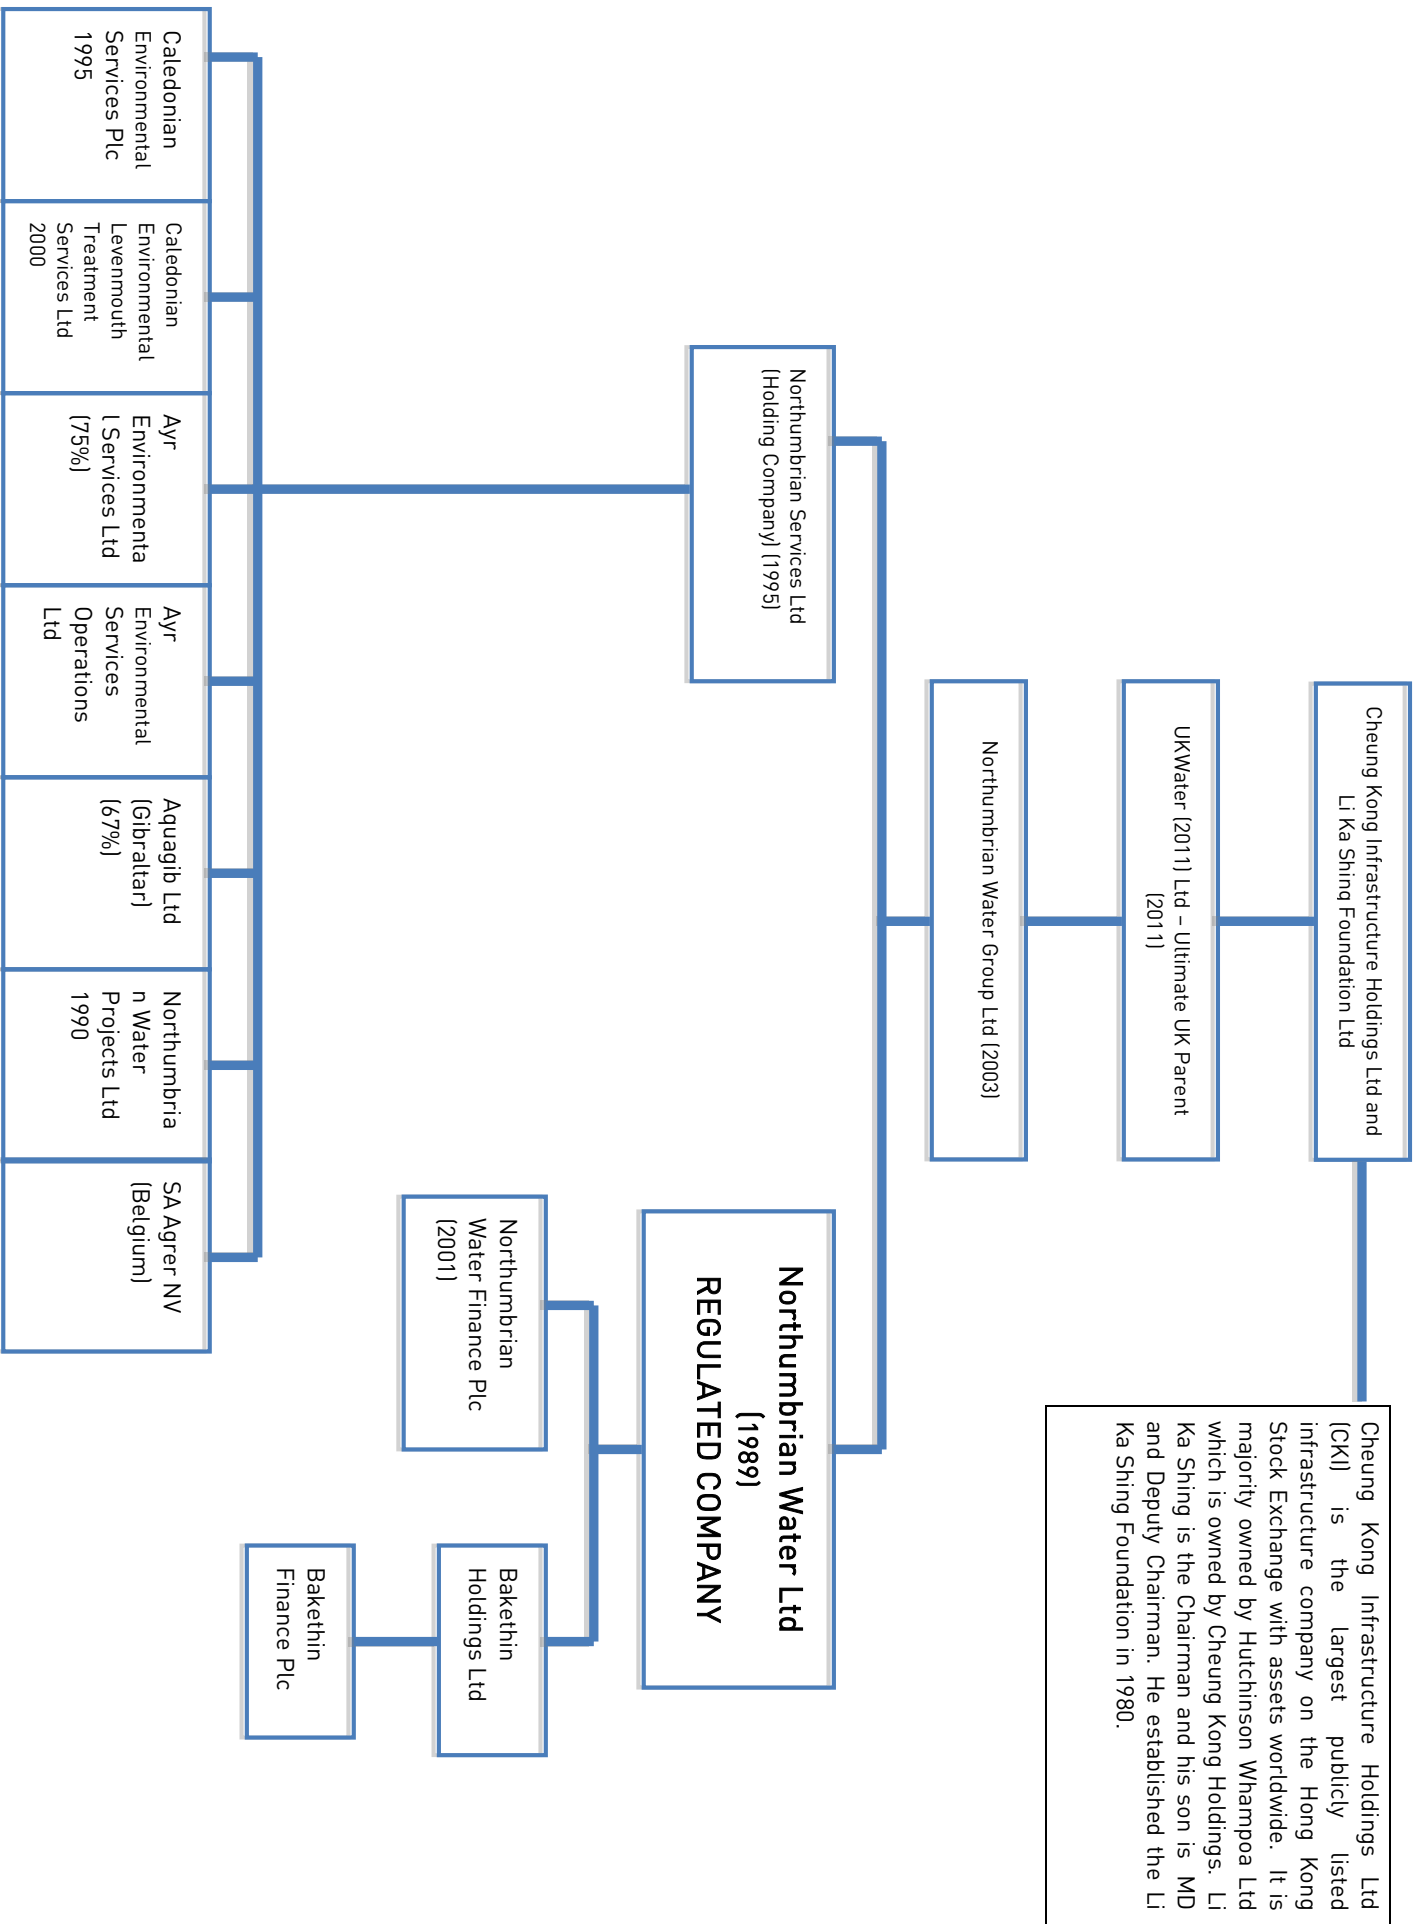 Cheung Kong Infrastructure Holdings Ltd and
Li Ka Shing Foundation Ltd
Cheung Kong Infrastructure Holdings Ltd
(CKI) is the largest publicly listed
infrastructure company on the Hong Kong
Stock Exchange with assets worldwide. It is
majority owned by Hutchinson Whampoa Ltd
which is owned by Cheung Kong Holdings. Li
Ka Shing is the Chairman and his son is MD
and Deputy Chairman. He established the Li
Ka Shing Foundation in 1980.
UKWater (2011) Ltd – Ultimate UK Parent
(2011)
Northumbrian Water Group Ltd (2003)
Northumbrian Services Ltd
(Holding Company) (1995)
Northumbrian Water Ltd
(1989)
REGULATED COMPANY
Northumbrian
Water Finance Plc
(2001)
Bakethin
Holdings Ltd
Bakethin
Finance Plc
Caledonian
Environmental
Services Plc
1995
Caledonian
Environmental
Levenmouth
Treatment
Services Ltd
2000
Ayr
Environmenta
l Services Ltd
(75%)
Ayr
Environmental
Services
Operations
Ltd
Aquagib Ltd
(Gibraltar)
(67%)
Northumbria
n Water
Projects Ltd
1990
SA Agrer NV
(Belgium)